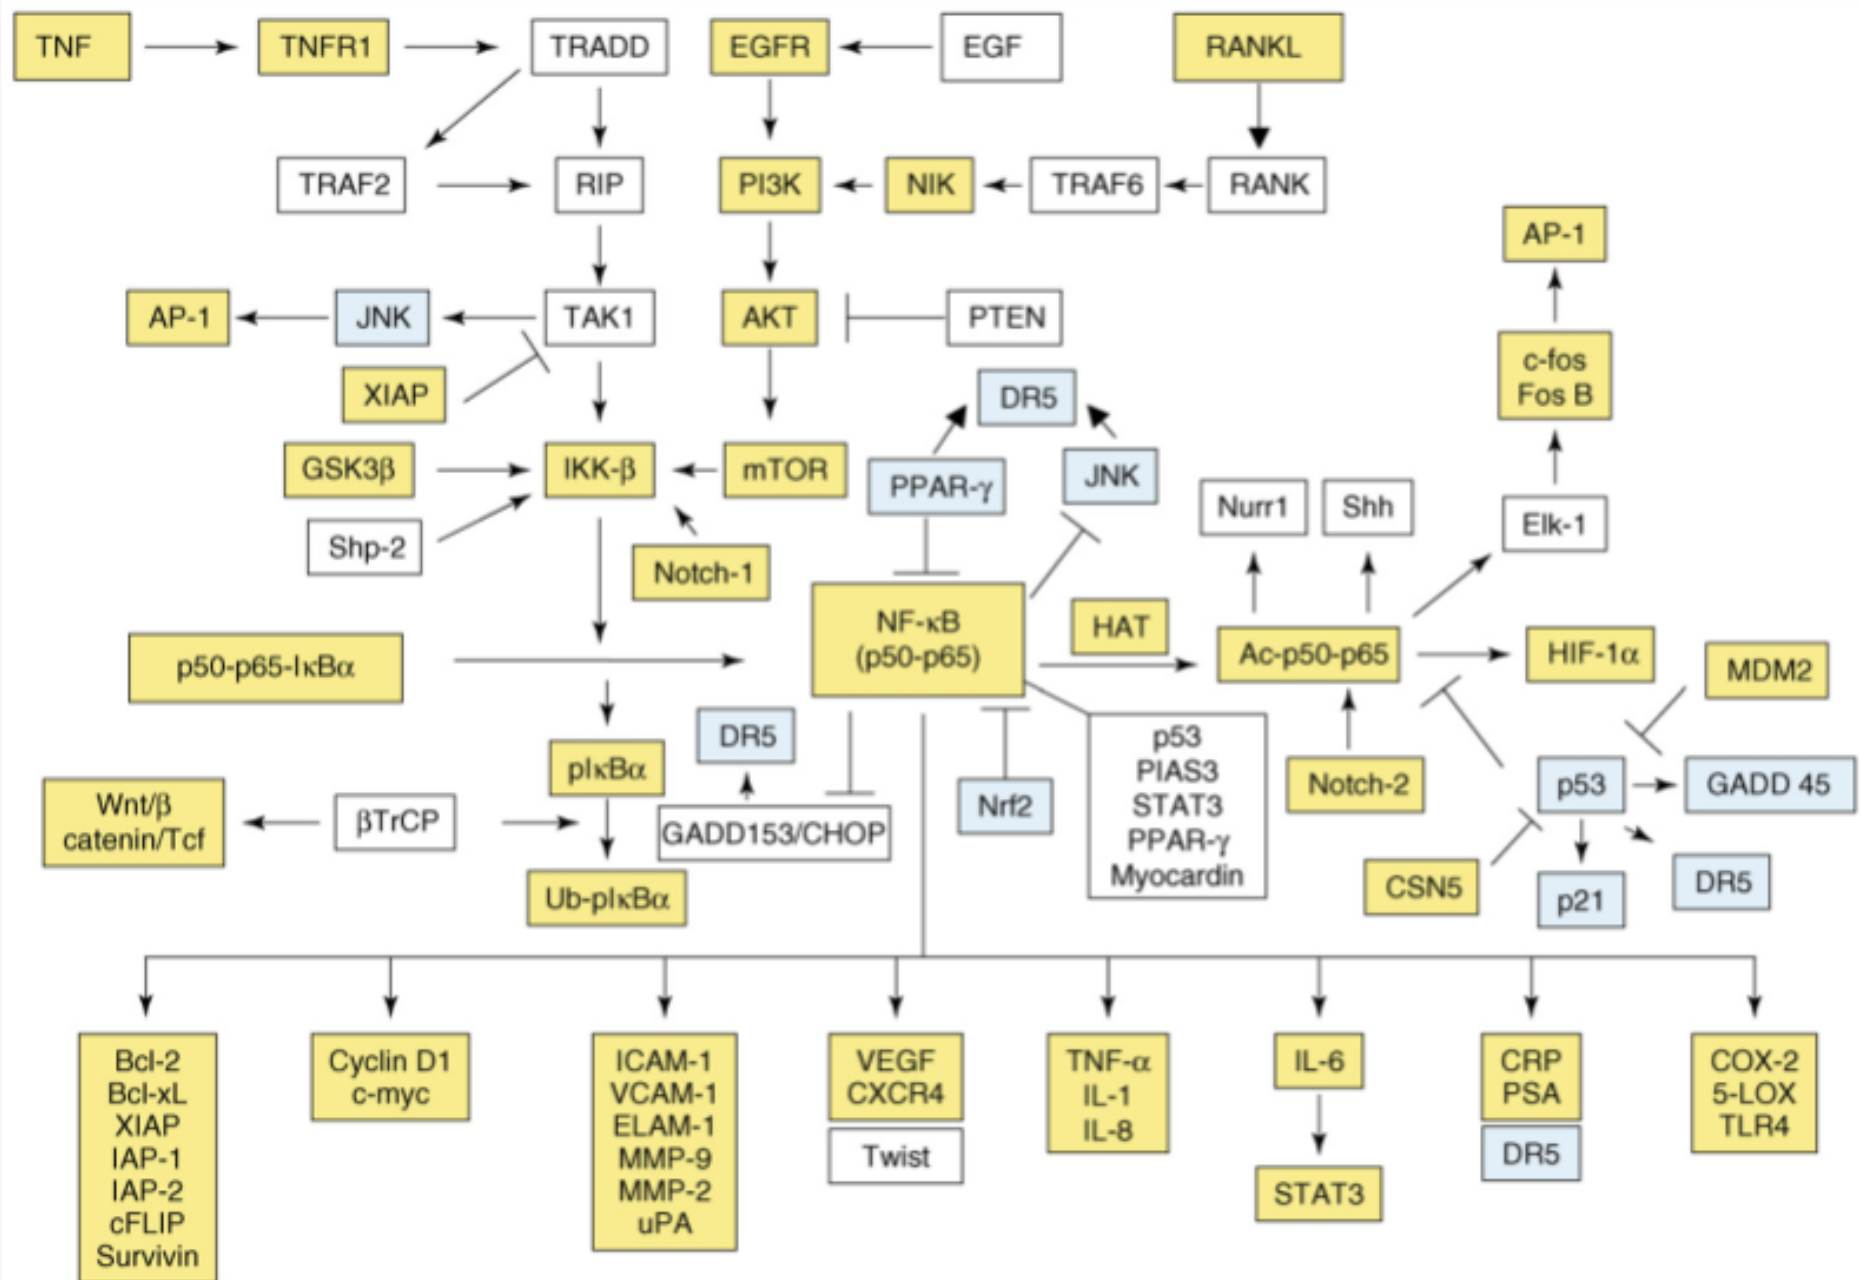 TNF
TNFR1
TRADD
EGFR
EGF
RANKL
TRAF2
RIP
PI3K
NIK
TRAF6
RANK
AP-1
AP-1
JNK
TAK1
AKT
PTEN
c-fos
Fos B
XIAP
DR5
GSK3β
IKK-β
mTOR
PPAR-γ
JNK
Nurr1
Shh
Elk-1
Shp-2
Notch-1
NF-κB
(p50-p65)
HAT
p50-p65-IκBα
Ac-p50-p65
HIF-1α
MDM2
DR5
pIκBα
p53
PIAS3
STAT3
PPAR-γ
Myocardin
Notch-2
p53
GADD 45
Wnt/β
catenin/Tcf
βTrCP
GADD153/CHOP
Nrf2
Ub-pIκBα
CSN5
p21
DR5
Bcl-2
Bcl-xL
XIAP
IAP-1
IAP-2
cFLIP
Survivin
Cyclin D1
c-myc
ICAM-1
VCAM-1
ELAM-1
MMP-9
MMP-2
uPA
VEGF
CXCR4
Twist
TNF-α
IL-1
IL-8
IL-6
STAT3
CRP
PSA
DR5
COX-2
5-LOX
TLR4